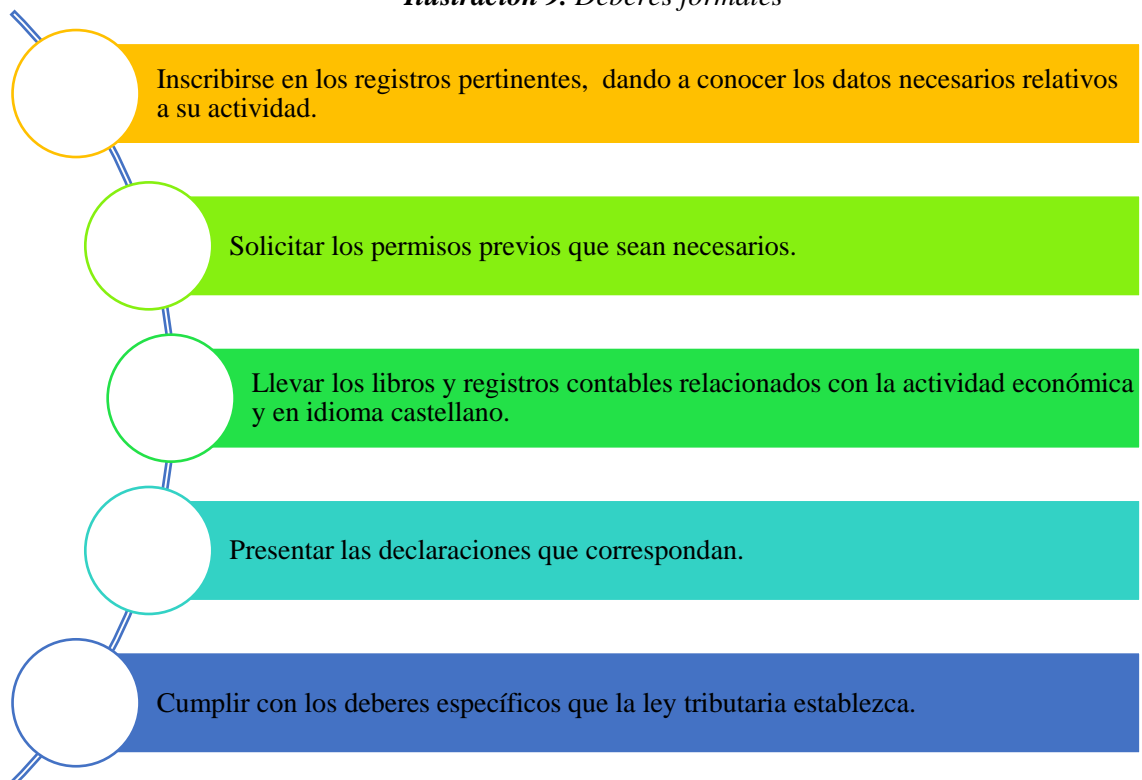 Ilustración 9. Deberes formales
Inscribirse en los registros pertinentes, dando a conocer los datos necesarios relativos
a su actividad.
Solicitar los permisos previos que sean necesarios.
Llevar los libros y registros contables relacionados con la actividad económica
y en idioma castellano.
Presentar las declaraciones que correspondan.
Cumplir con los deberes específicos que la ley tributaria establezca.